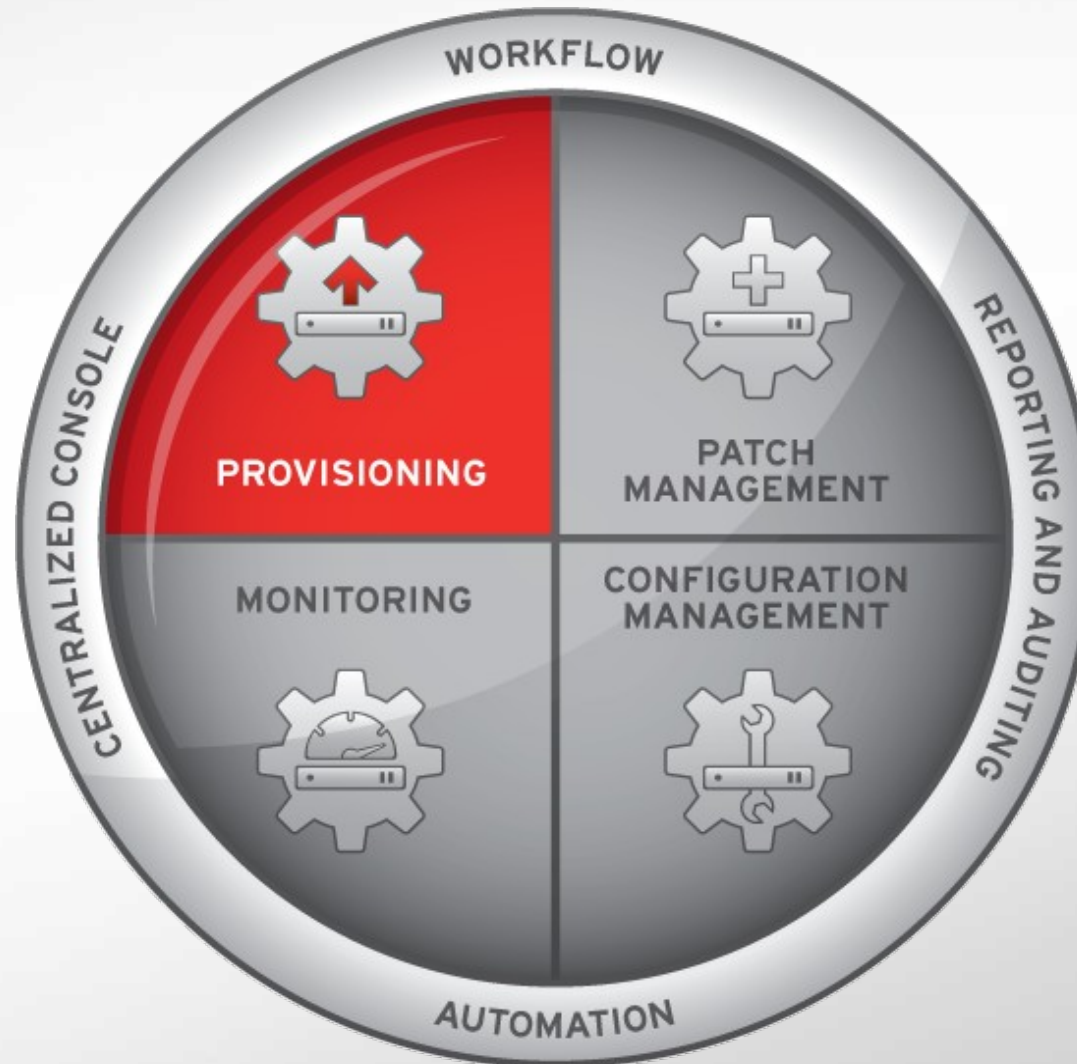 WORKFLOW
CENTRALIZED CONSOLE
REPORTING AND AUDITING
PROVISIONING
PATCH
MANAGEMENT
MONITORING
CONFIGURATION
MANAGEMENT
AUTOMATION